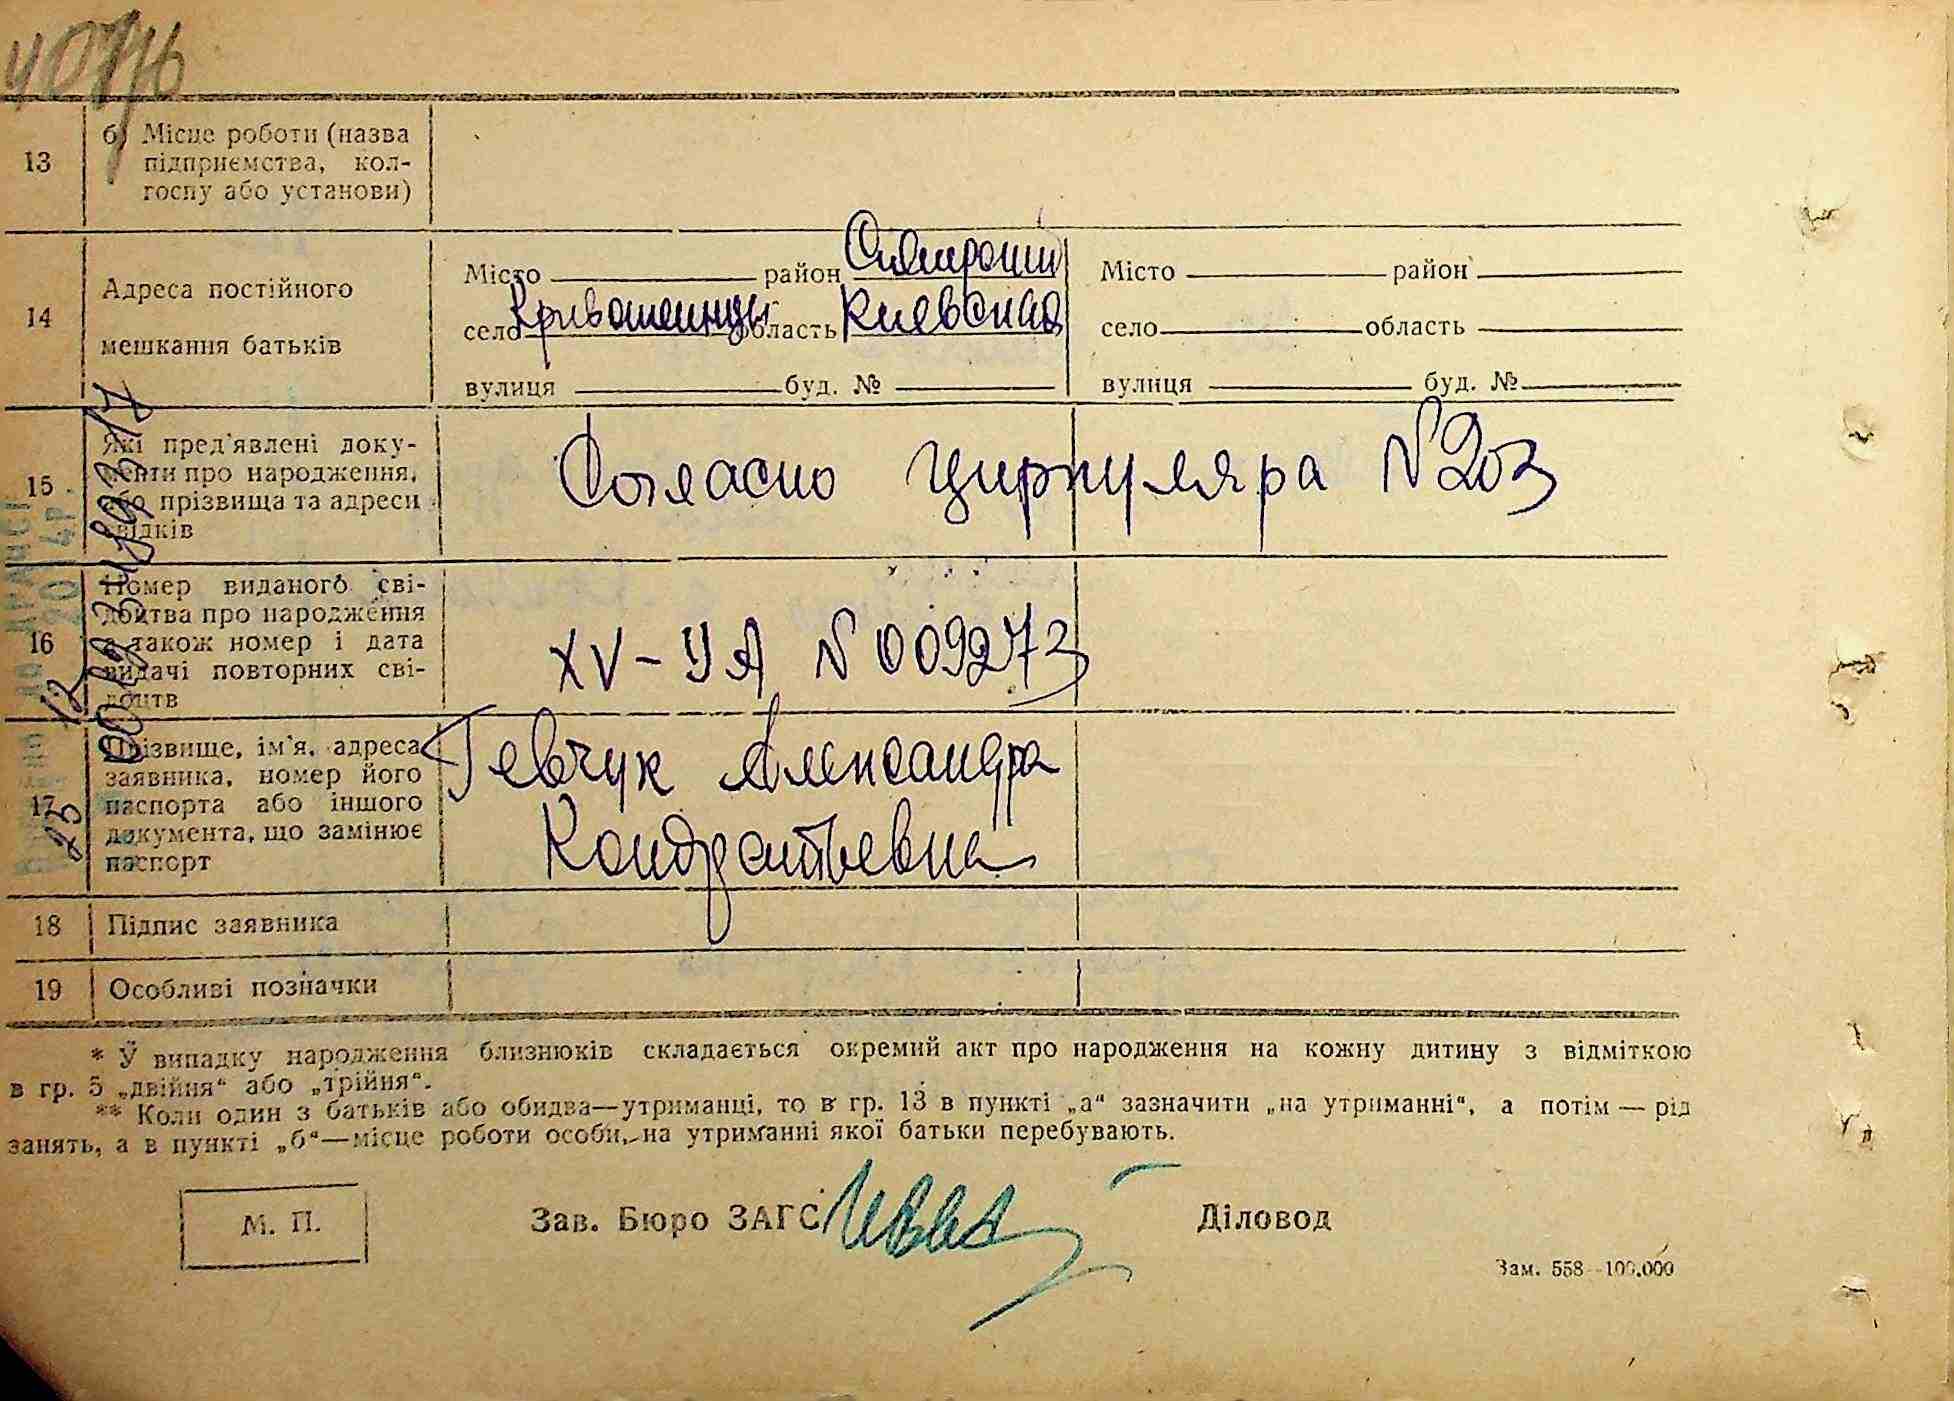 13
б) Місце роботи (назва
підприємства, кол-
госпу або установи)
14
Адреса постійного
мешкання батьків
Місто район
село Кривошеинцы область Киевская
вулиця буд. №
Місто район
село область
вулиця буд. №
15
Які пред'явлені доку-
менти про народження,
або прізвища та адреси
свідків
Согласно циркуляра N 203
16
Номер виданого сві-
доцтва про народження
а також номер і дата
видачі повторних сві-
доцтв
XV-УА N 009273
17
Прізвище, ім'я, адреса
заявника, номер його
паспорта або іншого
документа, що замінює
паспорт
Гевчук Александра
Кондратьевна
18
Підпис заявника
19
Особливі позначки
* У випадку народження близнюків складається окремий акт про народження на кожну дитину з відміткою
в гр. 5 „двійня“ або „трійня“.
** Коли один з батьків або обидва—утриманці, то в гр. 13 в пункті „а“ зазначити „на утриманні“, а потім — рід
занять, а в пункті „б“—місце роботи особи, на утриманні якої батьки перебувають.
М. П.
Зав. Бюро ЗАГС
Діловод
Зам. 558—100.000